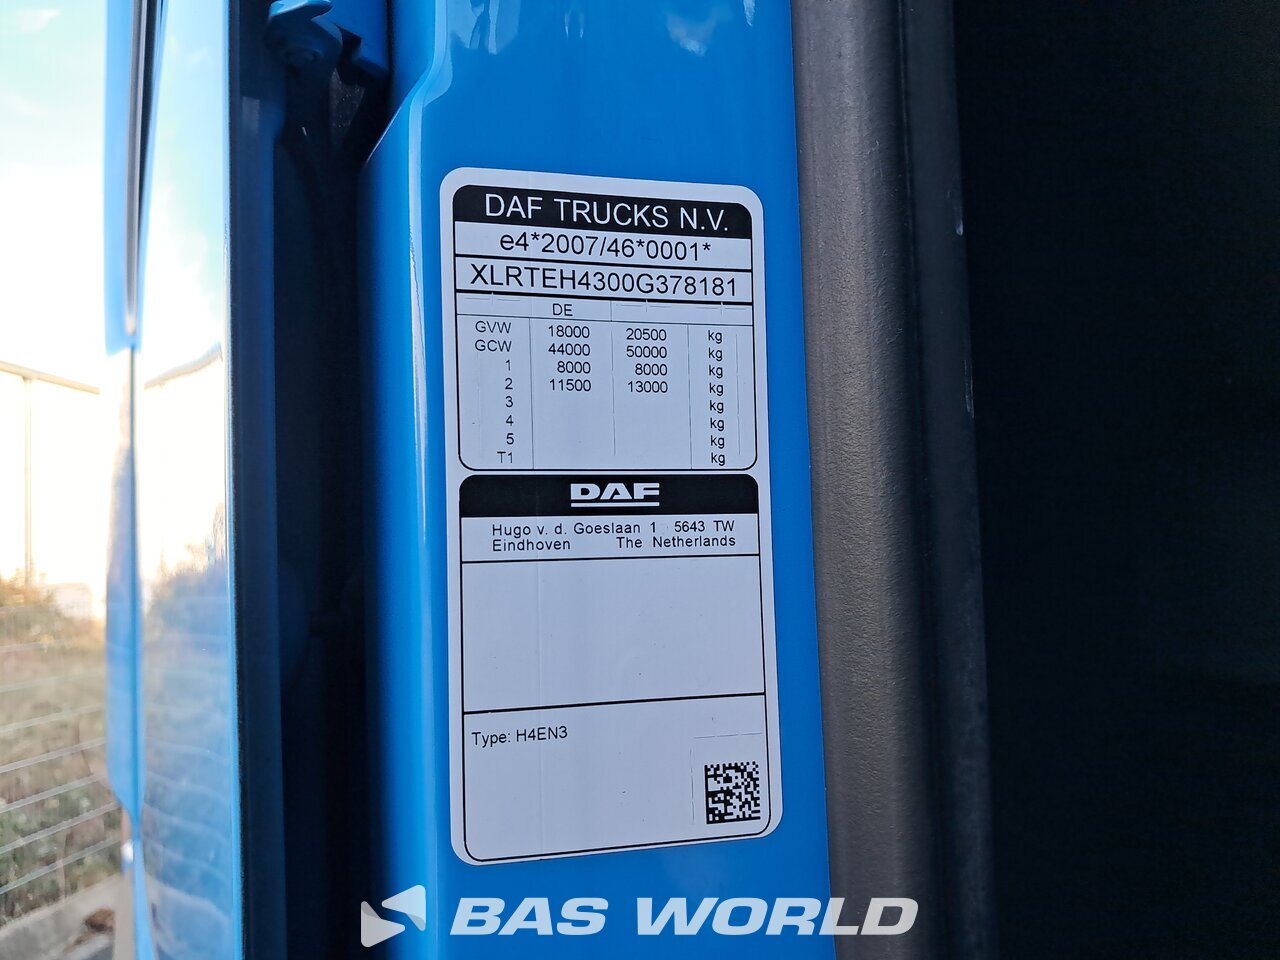 DAF TRUCKS N.V.
e4*2007/46*0001*
XLRTEH4300G378181
DE
GVW 18000 20500 kg
GCW 44000 50000 kg
1 8000 8000 kg
2 11500 13000 kg
3 kg
4 kg
5 kg
T1 kg
DAF
Hugo v. d. Goeslaan 1 5643 TW
Eindhoven The Netherlands
Type: H4EN3
BAS WORLD